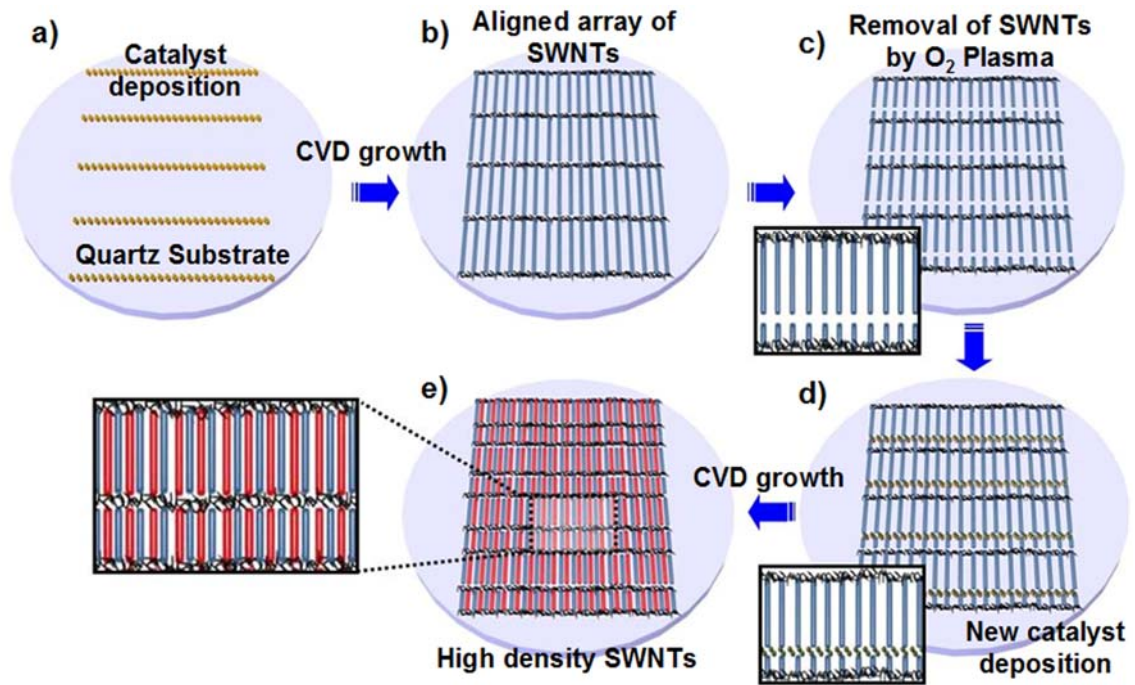 a)
Catalyst
deposition
Quartz Substrate
CVD growth
b)
Aligned array of
SWNTs
c)
Removal of SWNTs
by O₂ Plasma
d)
New catalyst
deposition
CVD growth
e)
High density SWNTs